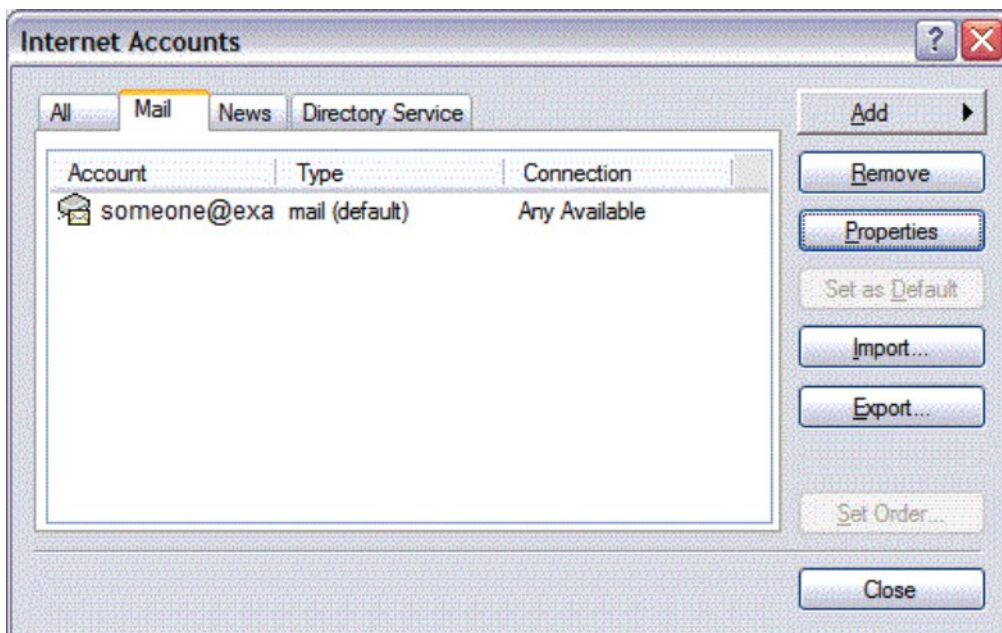 Internet Accounts
?
All Mail News Directory Service
Add
Account Type Connection
Remove
someone@exa mail (default) Any Available
Properties
Set as Default
Import...
Export...
Set Order...
Close